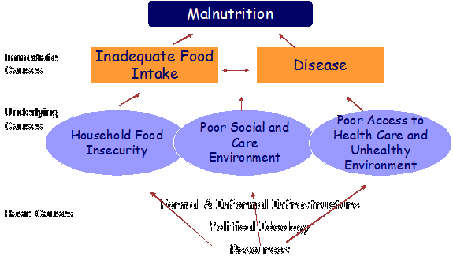 Malnutrition
Immediate
Causes
Inadequate Food
Intake
Disease
Underlying
Causes
Household Food
Insecurity
Poor Social and
Care
Environment
Poor Access to
Health Care and
Unhealthy
Environment
Basic Causes
Formal & Informal Infrastructure
Political Ideology
Resources